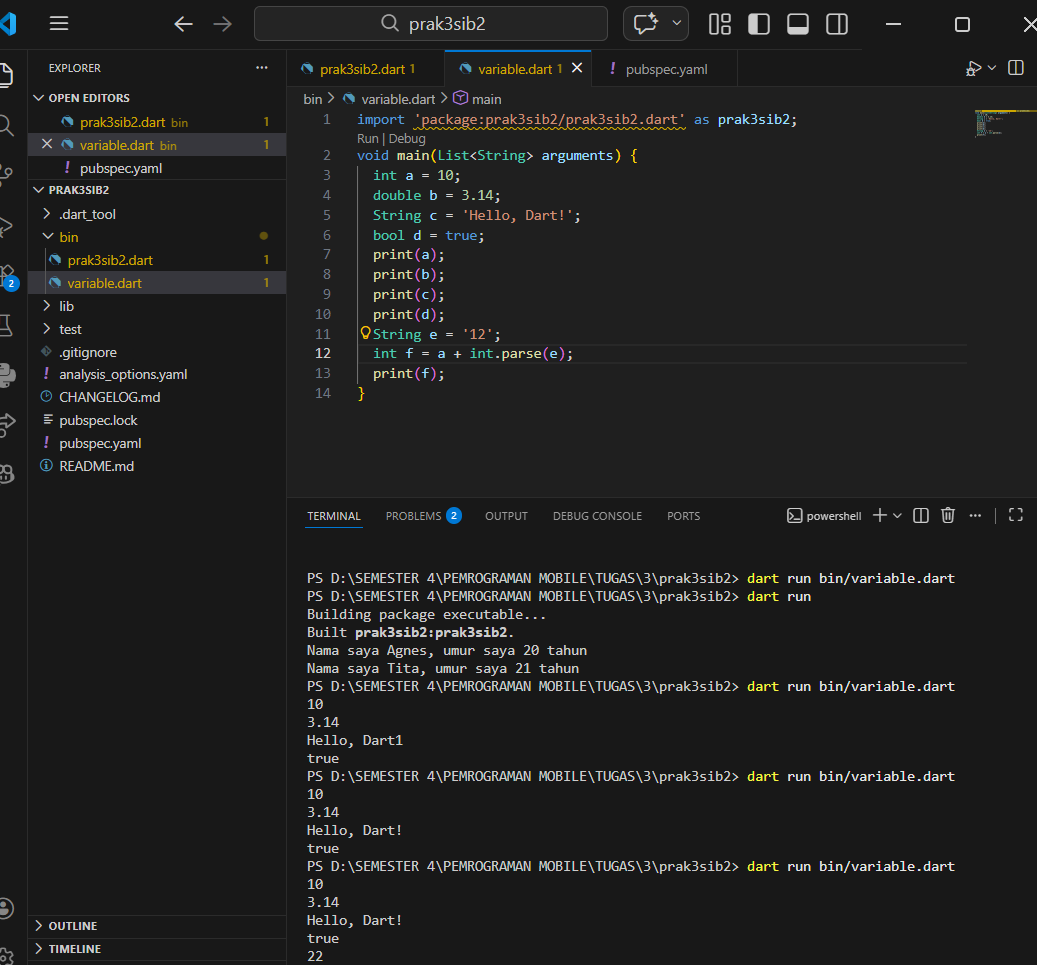 prak3sib2
EXPLORER
OPEN EDITORS
prak3sib2.dart bin 1
variable.dart bin 1
! pubspec.yaml
PRAK3SIB2
.dart_tool
bin
prak3sib2.dart 1
variable.dart 1
lib
test
.gitignore
! analysis_options.yaml
CHANGELOG.md
pubspec.lock
! pubspec.yaml
README.md
OUTLINE
TIMELINE
2
prak3sib2.dart 1
variable.dart 1
! pubspec.yaml
bin > variable.dart > main
1 import 'package:prak3sib2/prak3sib2.dart' as prak3sib2;
Run | Debug
2 void main(List<String> arguments) {
3 int a = 10;
4 double b = 3.14;
5 String c = 'Hello, Dart!';
6 bool d = true;
7 print(a);
8 print(b);
9 print(c);
10 print(d);
11 String e = '12';
12 int f = a + int.parse(e);
13 print(f);
14 }
TERMINAL PROBLEMS 2 OUTPUT DEBUG CONSOLE PORTS powershell
PS D:\SEMESTER 4\PEMROGRAMAN MOBILE\TUGAS\3\prak3sib2> dart run bin/variable.dart
PS D:\SEMESTER 4\PEMROGRAMAN MOBILE\TUGAS\3\prak3sib2> dart run
Building package executable...
Built prak3sib2:prak3sib2.
Nama saya Agnes, umur saya 20 tahun
Nama saya Tita, umur saya 21 tahun
PS D:\SEMESTER 4\PEMROGRAMAN MOBILE\TUGAS\3\prak3sib2> dart run bin/variable.dart
10
3.14
Hello, Dart1
true
PS D:\SEMESTER 4\PEMROGRAMAN MOBILE\TUGAS\3\prak3sib2> dart run bin/variable.dart
10
3.14
Hello, Dart!
true
PS D:\SEMESTER 4\PEMROGRAMAN MOBILE\TUGAS\3\prak3sib2> dart run bin/variable.dart
10
3.14
Hello, Dart!
true
22